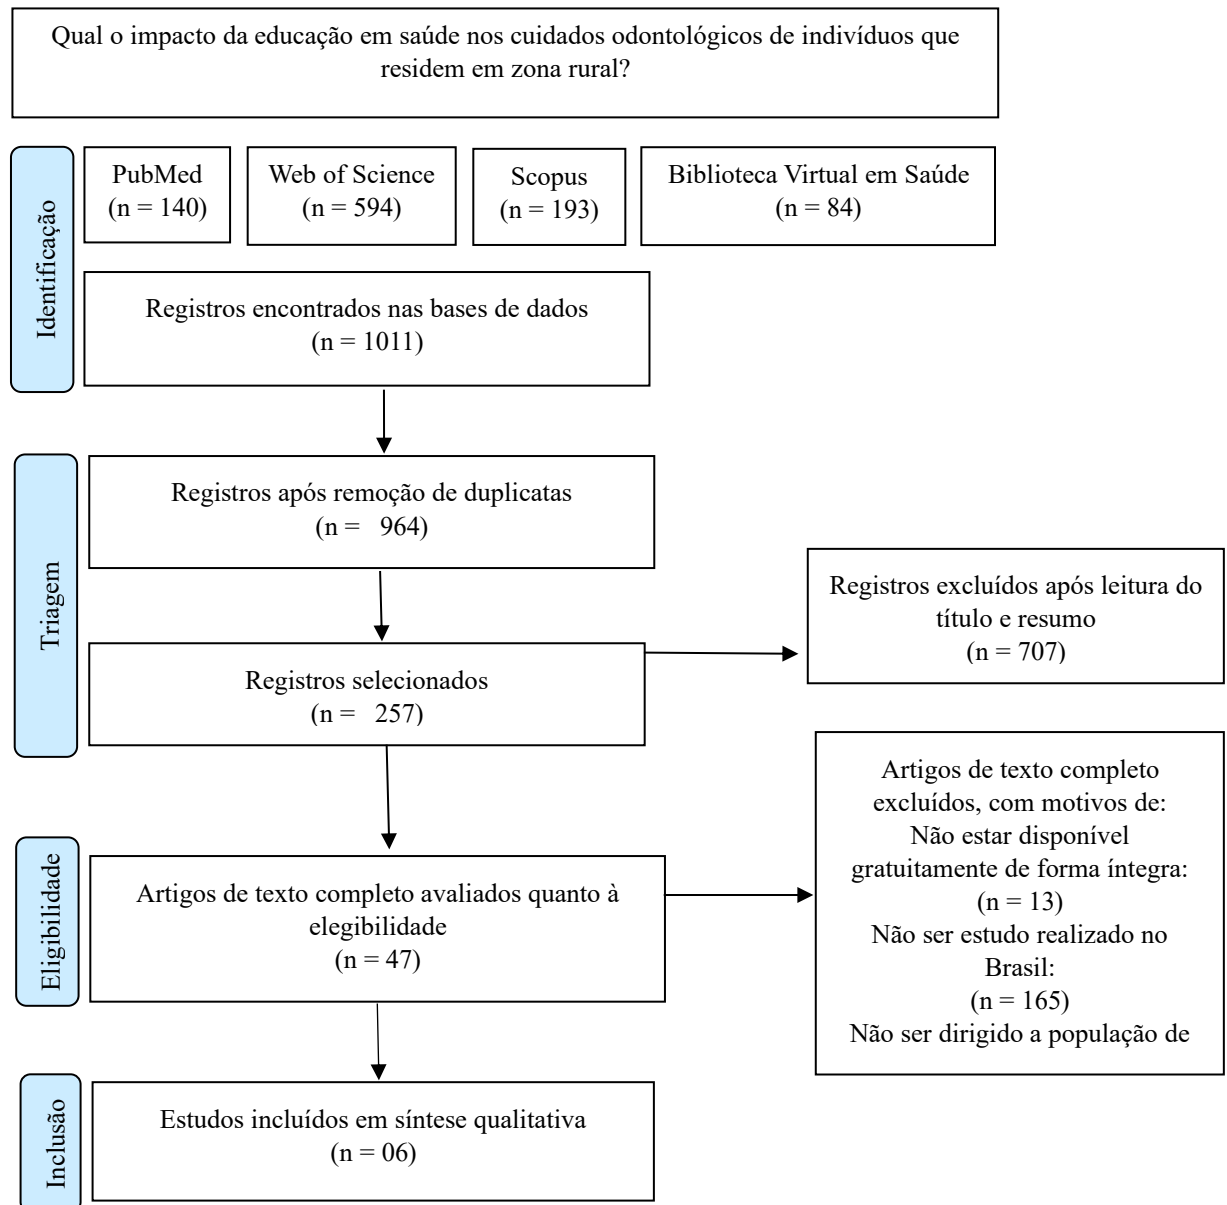 Qual o impacto da educação em saúde nos cuidados odontológicos de indivíduos que
residem em zona rural?
Identificação
PubMed
(n = 140)
Web of Science
(n = 594)
Scopus
(n = 193)
Biblioteca Virtual em Saúde
(n = 84)
Registros encontrados nas bases de dados
(n = 1011)
Triagem
Registros após remoção de duplicatas
(n = 964)
Registros excluídos após leitura do
título e resumo
(n = 707)
Registros selecionados
(n = 257)
Eligibilidade
Artigos de texto completo avaliados quanto à
elegibilidade
(n = 47)
Artigos de texto completo
excluídos, com motivos de:
Não estar disponível
gratuitamente de forma íntegra:
(n = 13)
Não ser estudo realizado no
Brasil:
(n = 165)
Não ser dirigido a população de
Inclusão
Estudos incluídos em síntese qualitativa
(n = 06)